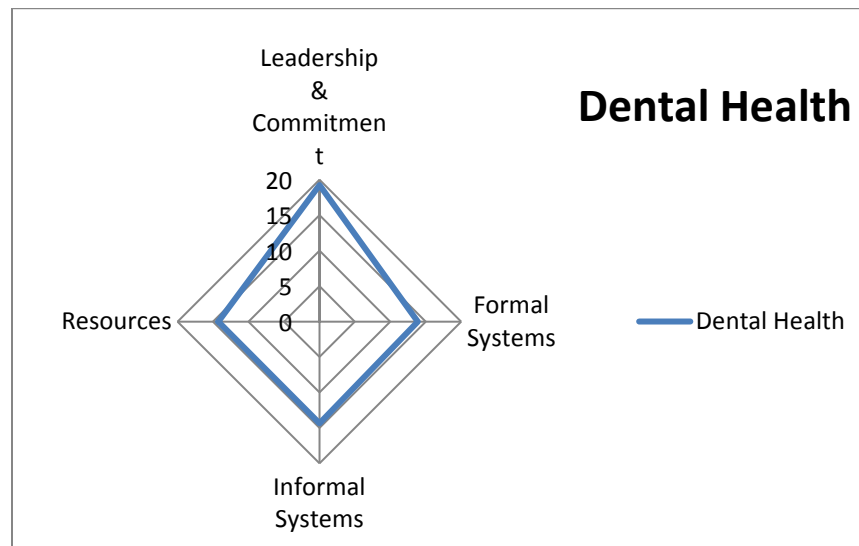 Leadership
&
Commitmen
t
Dental Health
20
15
10
5
0
Resources
Formal
Systems
Dental Health
Informal
Systems